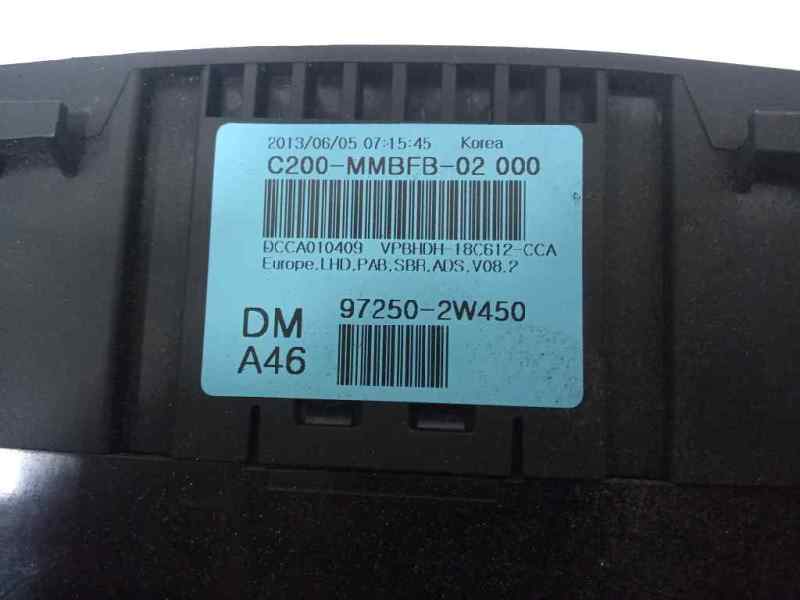 2013/06/05 07:15:45 Korea
C200-MMBFB-02 000
DCCA010409 VPBHDH-18C612-CCA
Europe,LHD,PAB,SBR,ADS,V08.2
97250-2W450
DM
A46